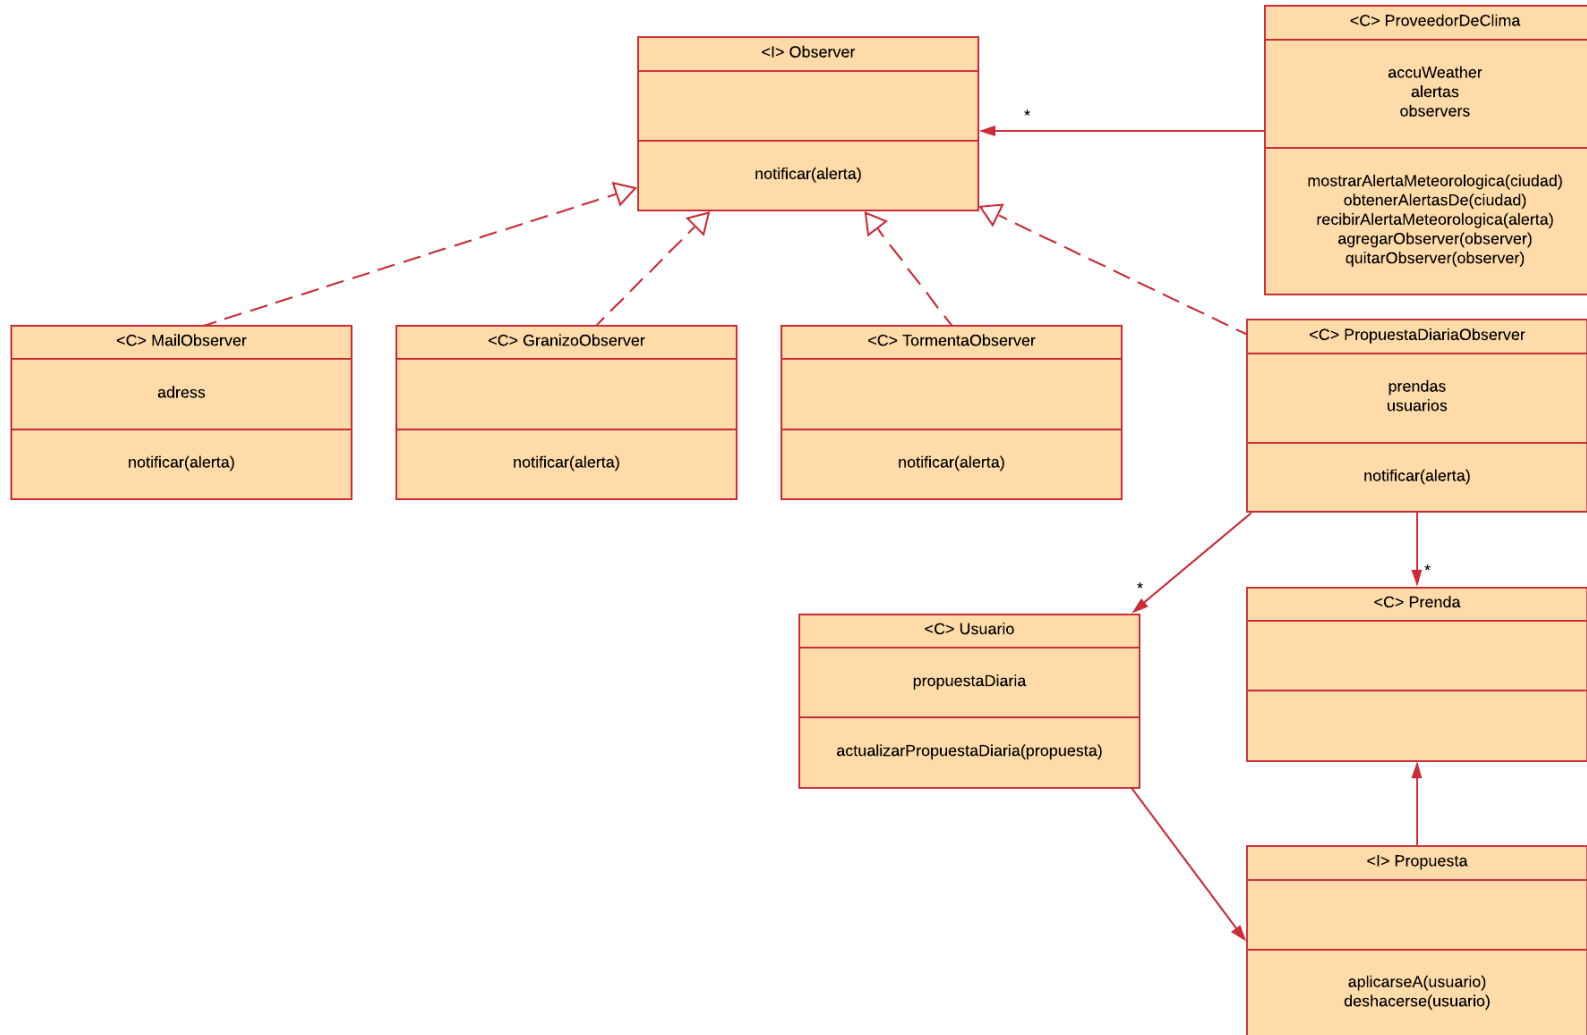 <C> ProveedorDeClima
accuWeather
alertas
observers
mostrarAlertaMeteorologica(ciudad)
obtenerAlertasDe(ciudad)
recibirAlertaMeteorologica(alerta)
agregarObserver(observer)
quitarObserver(observer)
<I> Observer
notificar(alerta)
*
<C> MailObserver
adress
notificar(alerta)
<C> GranizoObserver
notificar(alerta)
<C> TormentaObserver
notificar(alerta)
<C> PropuestaDiariaObserver
prendas
usuarios
notificar(alerta)
*
*
<C> Usuario
propuestaDiaria
actualizarPropuestaDiaria(propuesta)
<C> Prenda
<I> Propuesta
aplicarseA(usuario)
deshacerse(usuario)